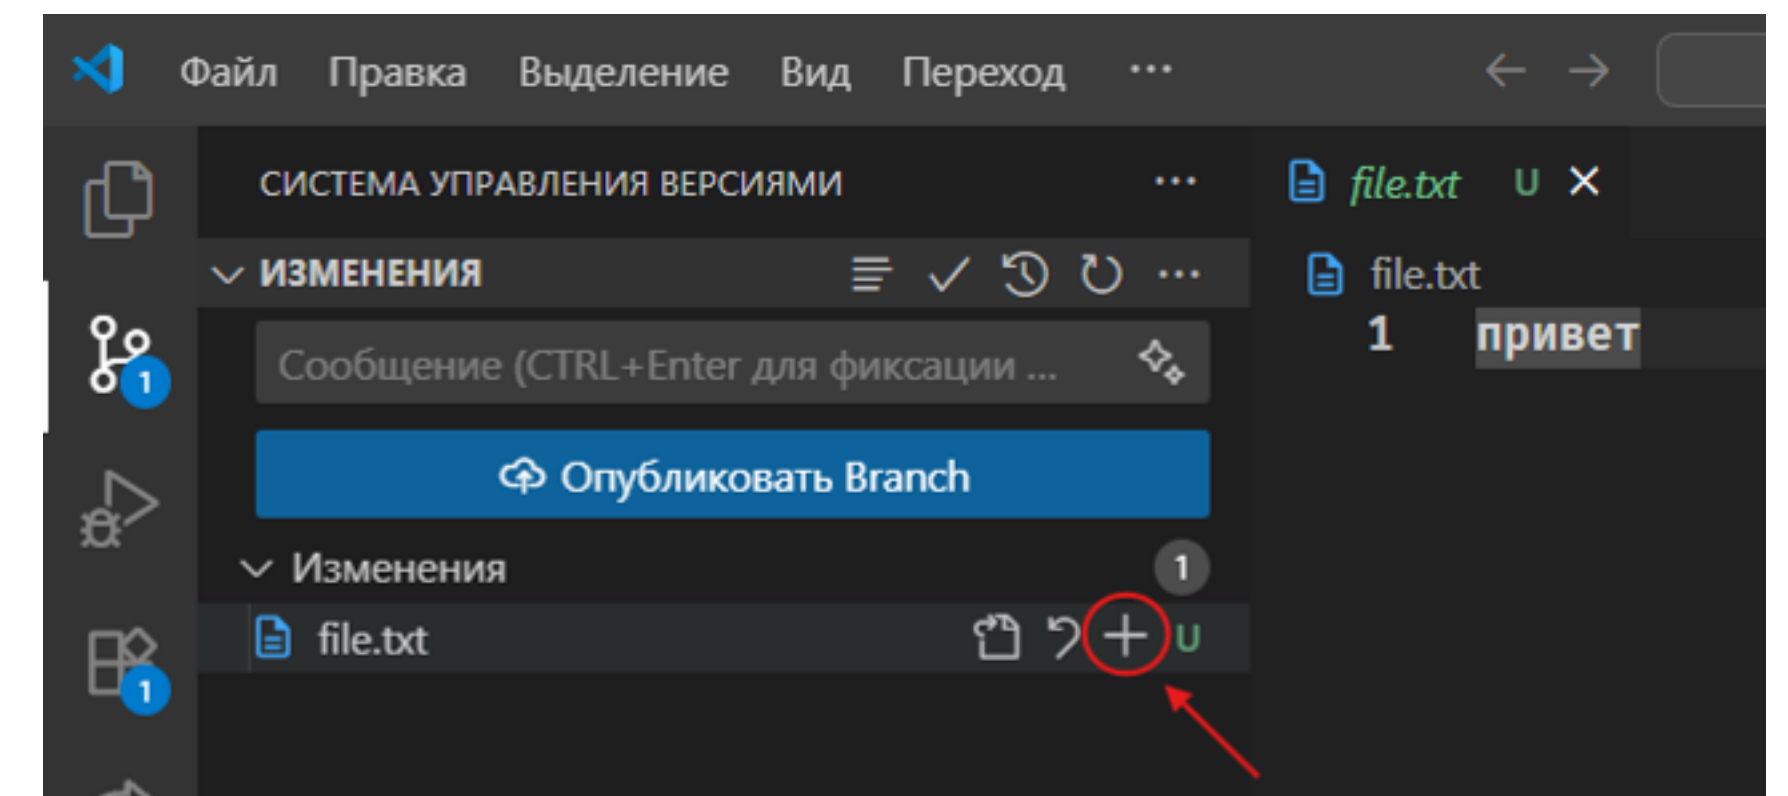 Файл Правка Выделение Вид Переход ...
СИСТЕМА УПРАВЛЕНИЯ ВЕРСИЯМИ ...
file.txt U
ИЗМЕНЕНИЯ ...
file.txt
Сообщение (CTRL+Enter для фиксации ...
1 привет
1
Опубликовать Branch
Изменения 1
file.txt U
1